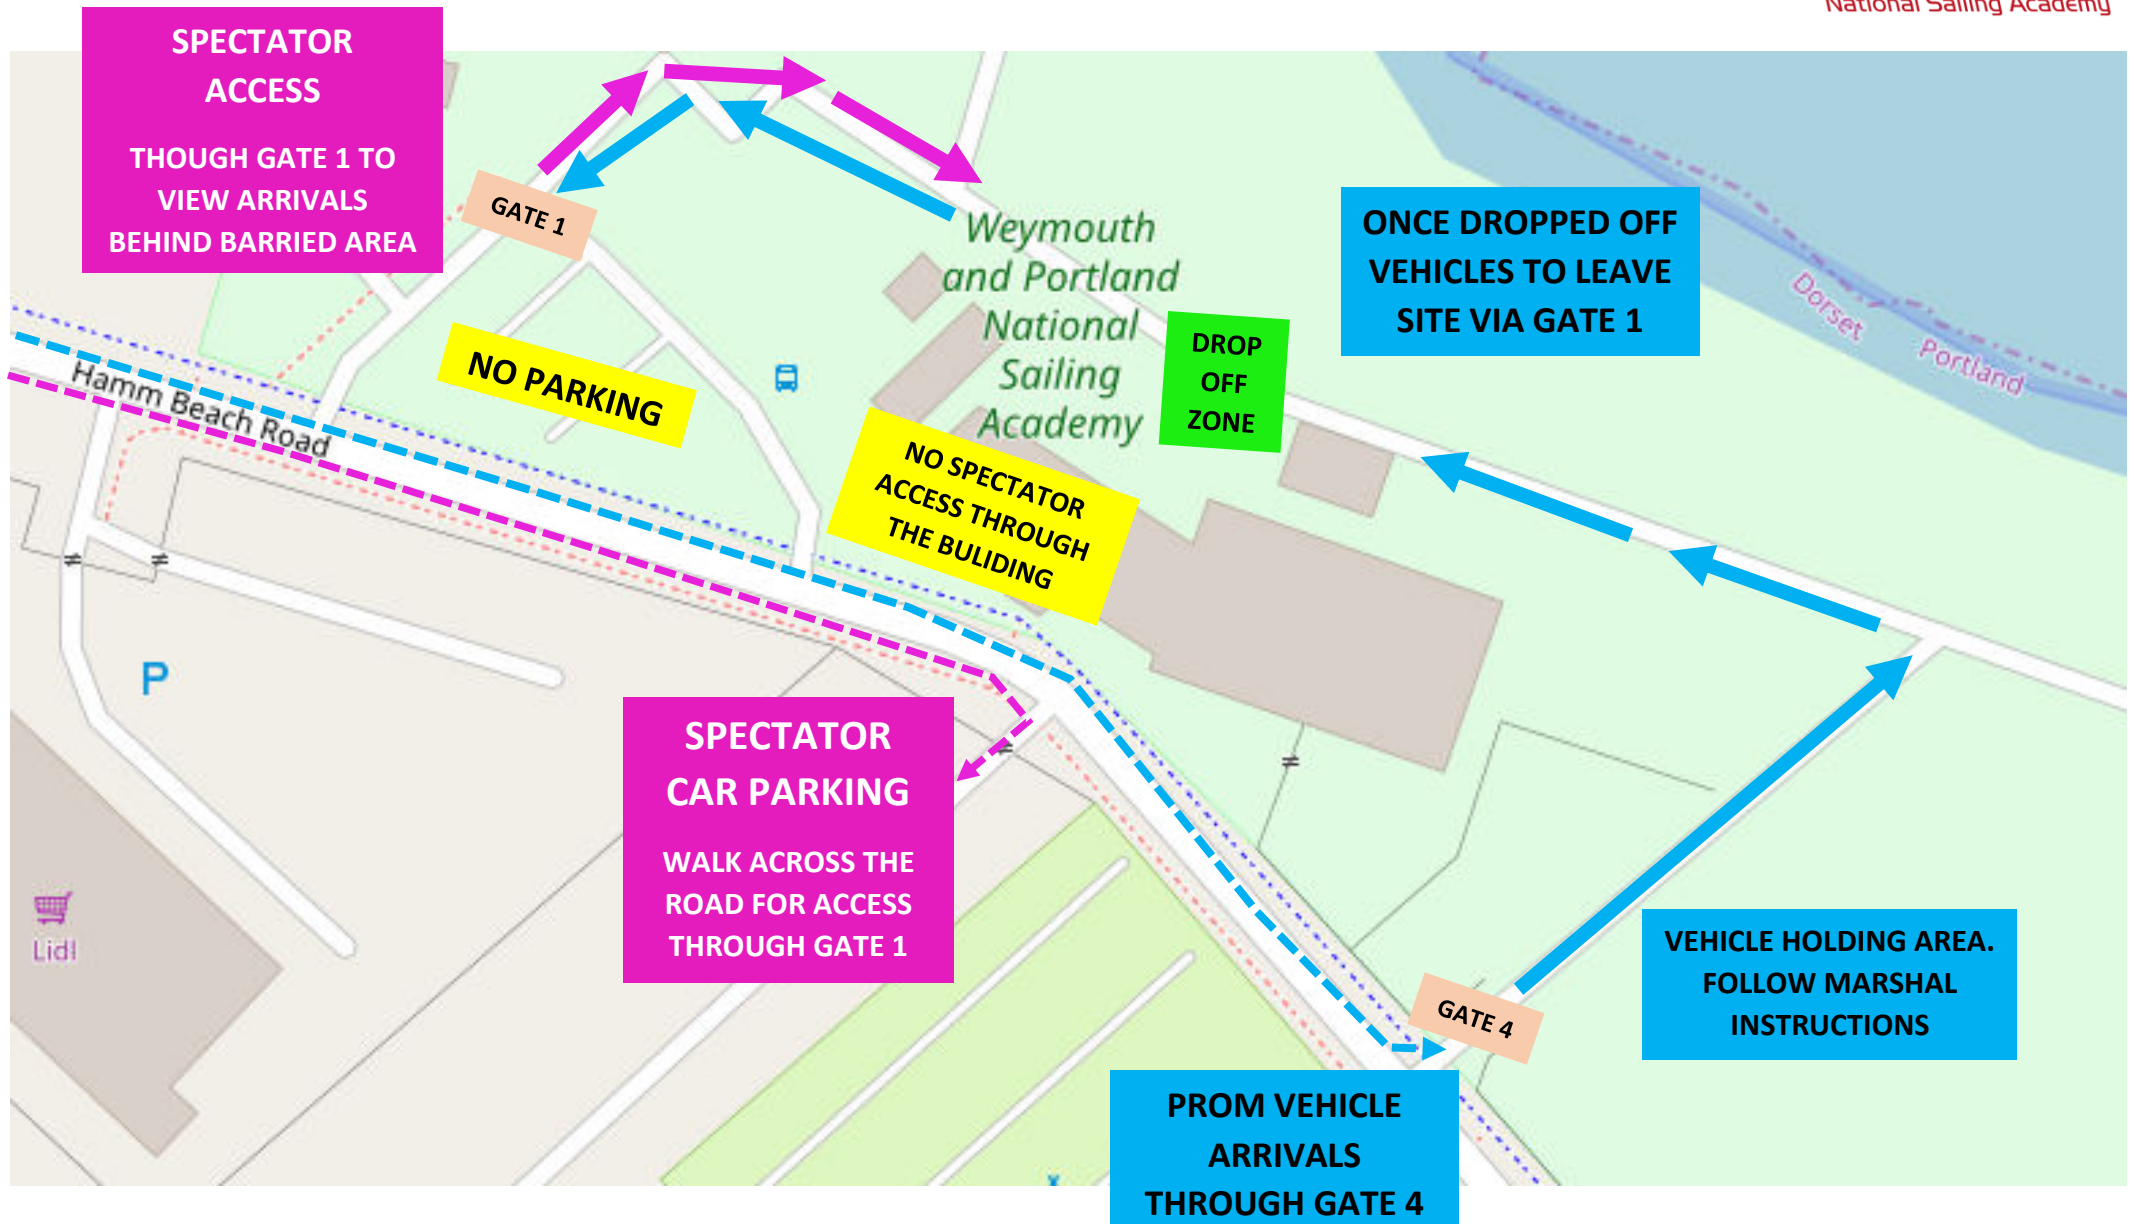 National Sailing Academy
SPECTATOR
ACCESS
THOUGH GATE 1 TO
VIEW ARRIVALS
BEHIND BARRIED AREA
GATE 1
Weymouth
and Portland
National
Sailing
Academy
ONCE DROPPED OFF
VEHICLES TO LEAVE
SITE VIA GATE 1
Dorset
Portland
DROP
OFF
ZONE
NO PARKING
Hamm Beach Road
NO SPECTATOR
ACCESS THROUGH
THE BULIDING
P
SPECTATOR
CAR PARKING
WALK ACROSS THE
ROAD FOR ACCESS
THROUGH GATE 1
Lidl
VEHICLE HOLDING AREA.
FOLLOW MARSHAL
INSTRUCTIONS
GATE 4
PROM VEHICLE
ARRIVALS
THROUGH GATE 4